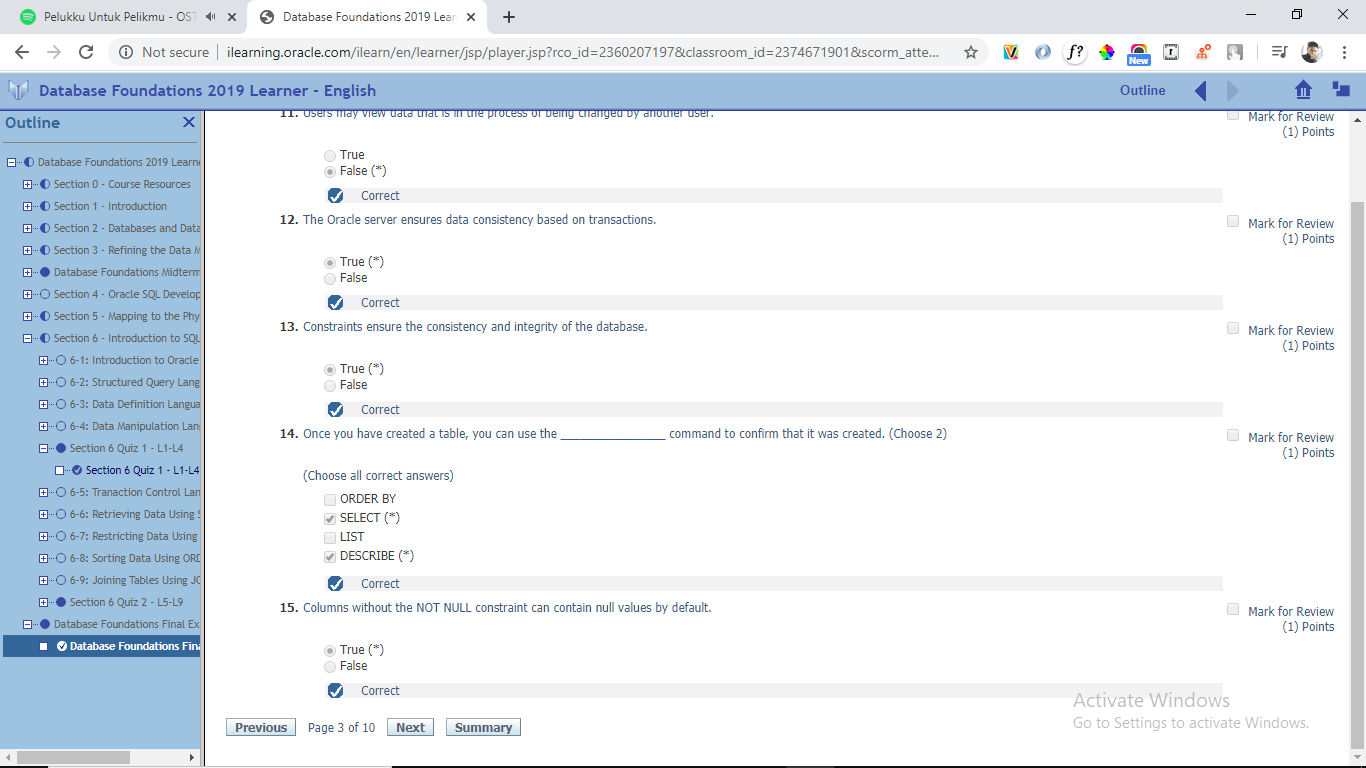 Pelukku Untuk Pelikmu - OST
Database Foundations 2019 Lear
Not secure
ilearning.oracle.com/ilearn/en/learner/jsp/player.jsp?rco_id=2360207197&classroom_id=2374671901&scorm_atte...
f?
New
Database Foundations 2019 Learner - English
Outline
Outline
Database Foundations 2019 Learne
Section 0 - Course Resources
Section 1 - Introduction
Section 2 - Databases and Data
Section 3 - Refining the Data M
Database Foundations Midterm
Section 4 - Oracle SQL Develop
Section 5 - Mapping to the Phy
Section 6 - Introduction to SQL
6-1: Introduction to Oracle
6-2: Structured Query Lang
6-3: Data Definition Langua
6-4: Data Manipulation Lan
Section 6 Quiz 1 - L1-L4
Section 6 Quiz 1 - L1-L4
6-5: Tranaction Control Lan
6-6: Retrieving Data Using S
6-7: Restricting Data Using
6-8: Sorting Data Using ORD
6-9: Joining Tables Using JO
Section 6 Quiz 2 - L5-L9
Database Foundations Final Ex
Database Foundations Fina
11. Users may view data that is in the process of being changed by another user.
Mark for Review
(1) Points
True
False (*)
Correct
12. The Oracle server ensures data consistency based on transactions.
Mark for Review
(1) Points
True (*)
False
Correct
13. Constraints ensure the consistency and integrity of the database.
Mark for Review
(1) Points
True (*)
False
Correct
14. Once you have created a table, you can use the ________________ command to confirm that it was created. (Choose 2)
Mark for Review
(1) Points
(Choose all correct answers)
ORDER BY
SELECT (*)
LIST
DESCRIBE (*)
Correct
15. Columns without the NOT NULL constraint can contain null values by default.
Mark for Review
(1) Points
True (*)
False
Correct
Previous Page 3 of 10 Next Summary
Activate Windows
Go to Settings to activate Windows.